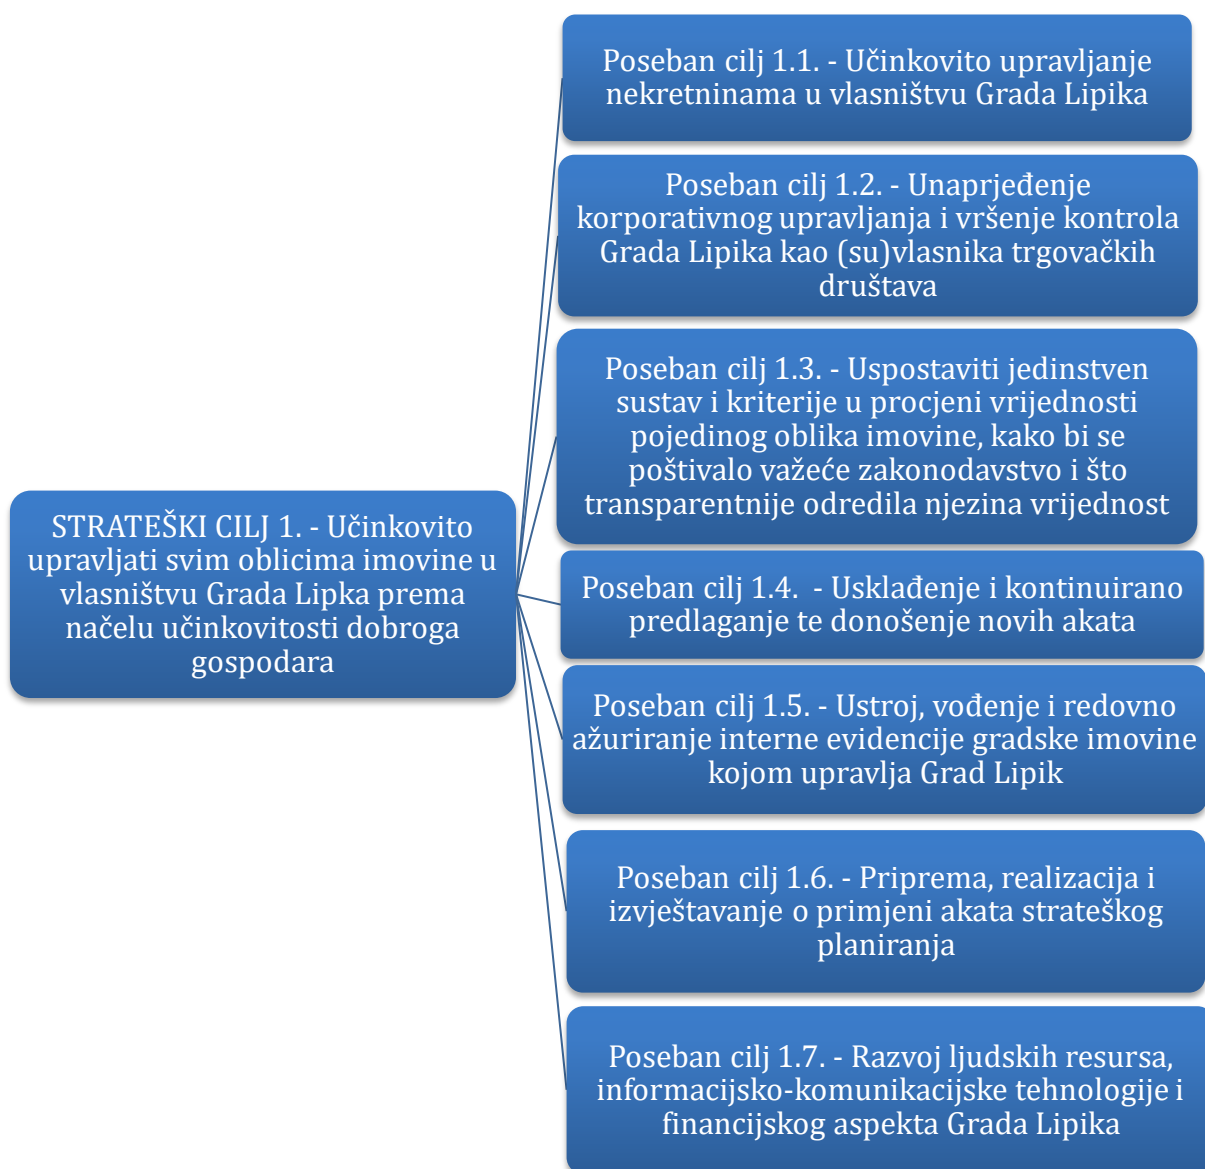 STRATEŠKI CILJ 1. - Učinkovito
upravljati svim oblicima imovine u
vlasništvu Grada Lipka prema
načelu učinkovitosti dobroga
gospodara
Poseban cilj 1.1. - Učinkovito upravljanje
nekretninama u vlasništvu Grada Lipika
Poseban cilj 1.2. - Unaprjeđenje
korporativnog upravljanja i vršenje kontrola
Grada Lipika kao (su)vlasnika trgovačkih
društava
Poseban cilj 1.3. - Uspostaviti jedinstven
sustav i kriterije u procjeni vrijednosti
pojedinog oblika imovine, kako bi se
poštivalo važeće zakonodavstvo i što
transparentnije odredila njezina vrijednost
Poseban cilj 1.4. - Usklađenje i kontinuirano
predlaganje te donošenje novih akata
Poseban cilj 1.5. - Ustroj, vođenje i redovno
ažuriranje interne evidencije gradske imovine
kojom upravlja Grad Lipik
Poseban cilj 1.6. - Priprema, realizacija i
izvještavanje o primjeni akata strateškog
planiranja
Poseban cilj 1.7. - Razvoj ljudskih resursa,
informacijsko-komunikacijske tehnologije i
financijskog aspekta Grada Lipika